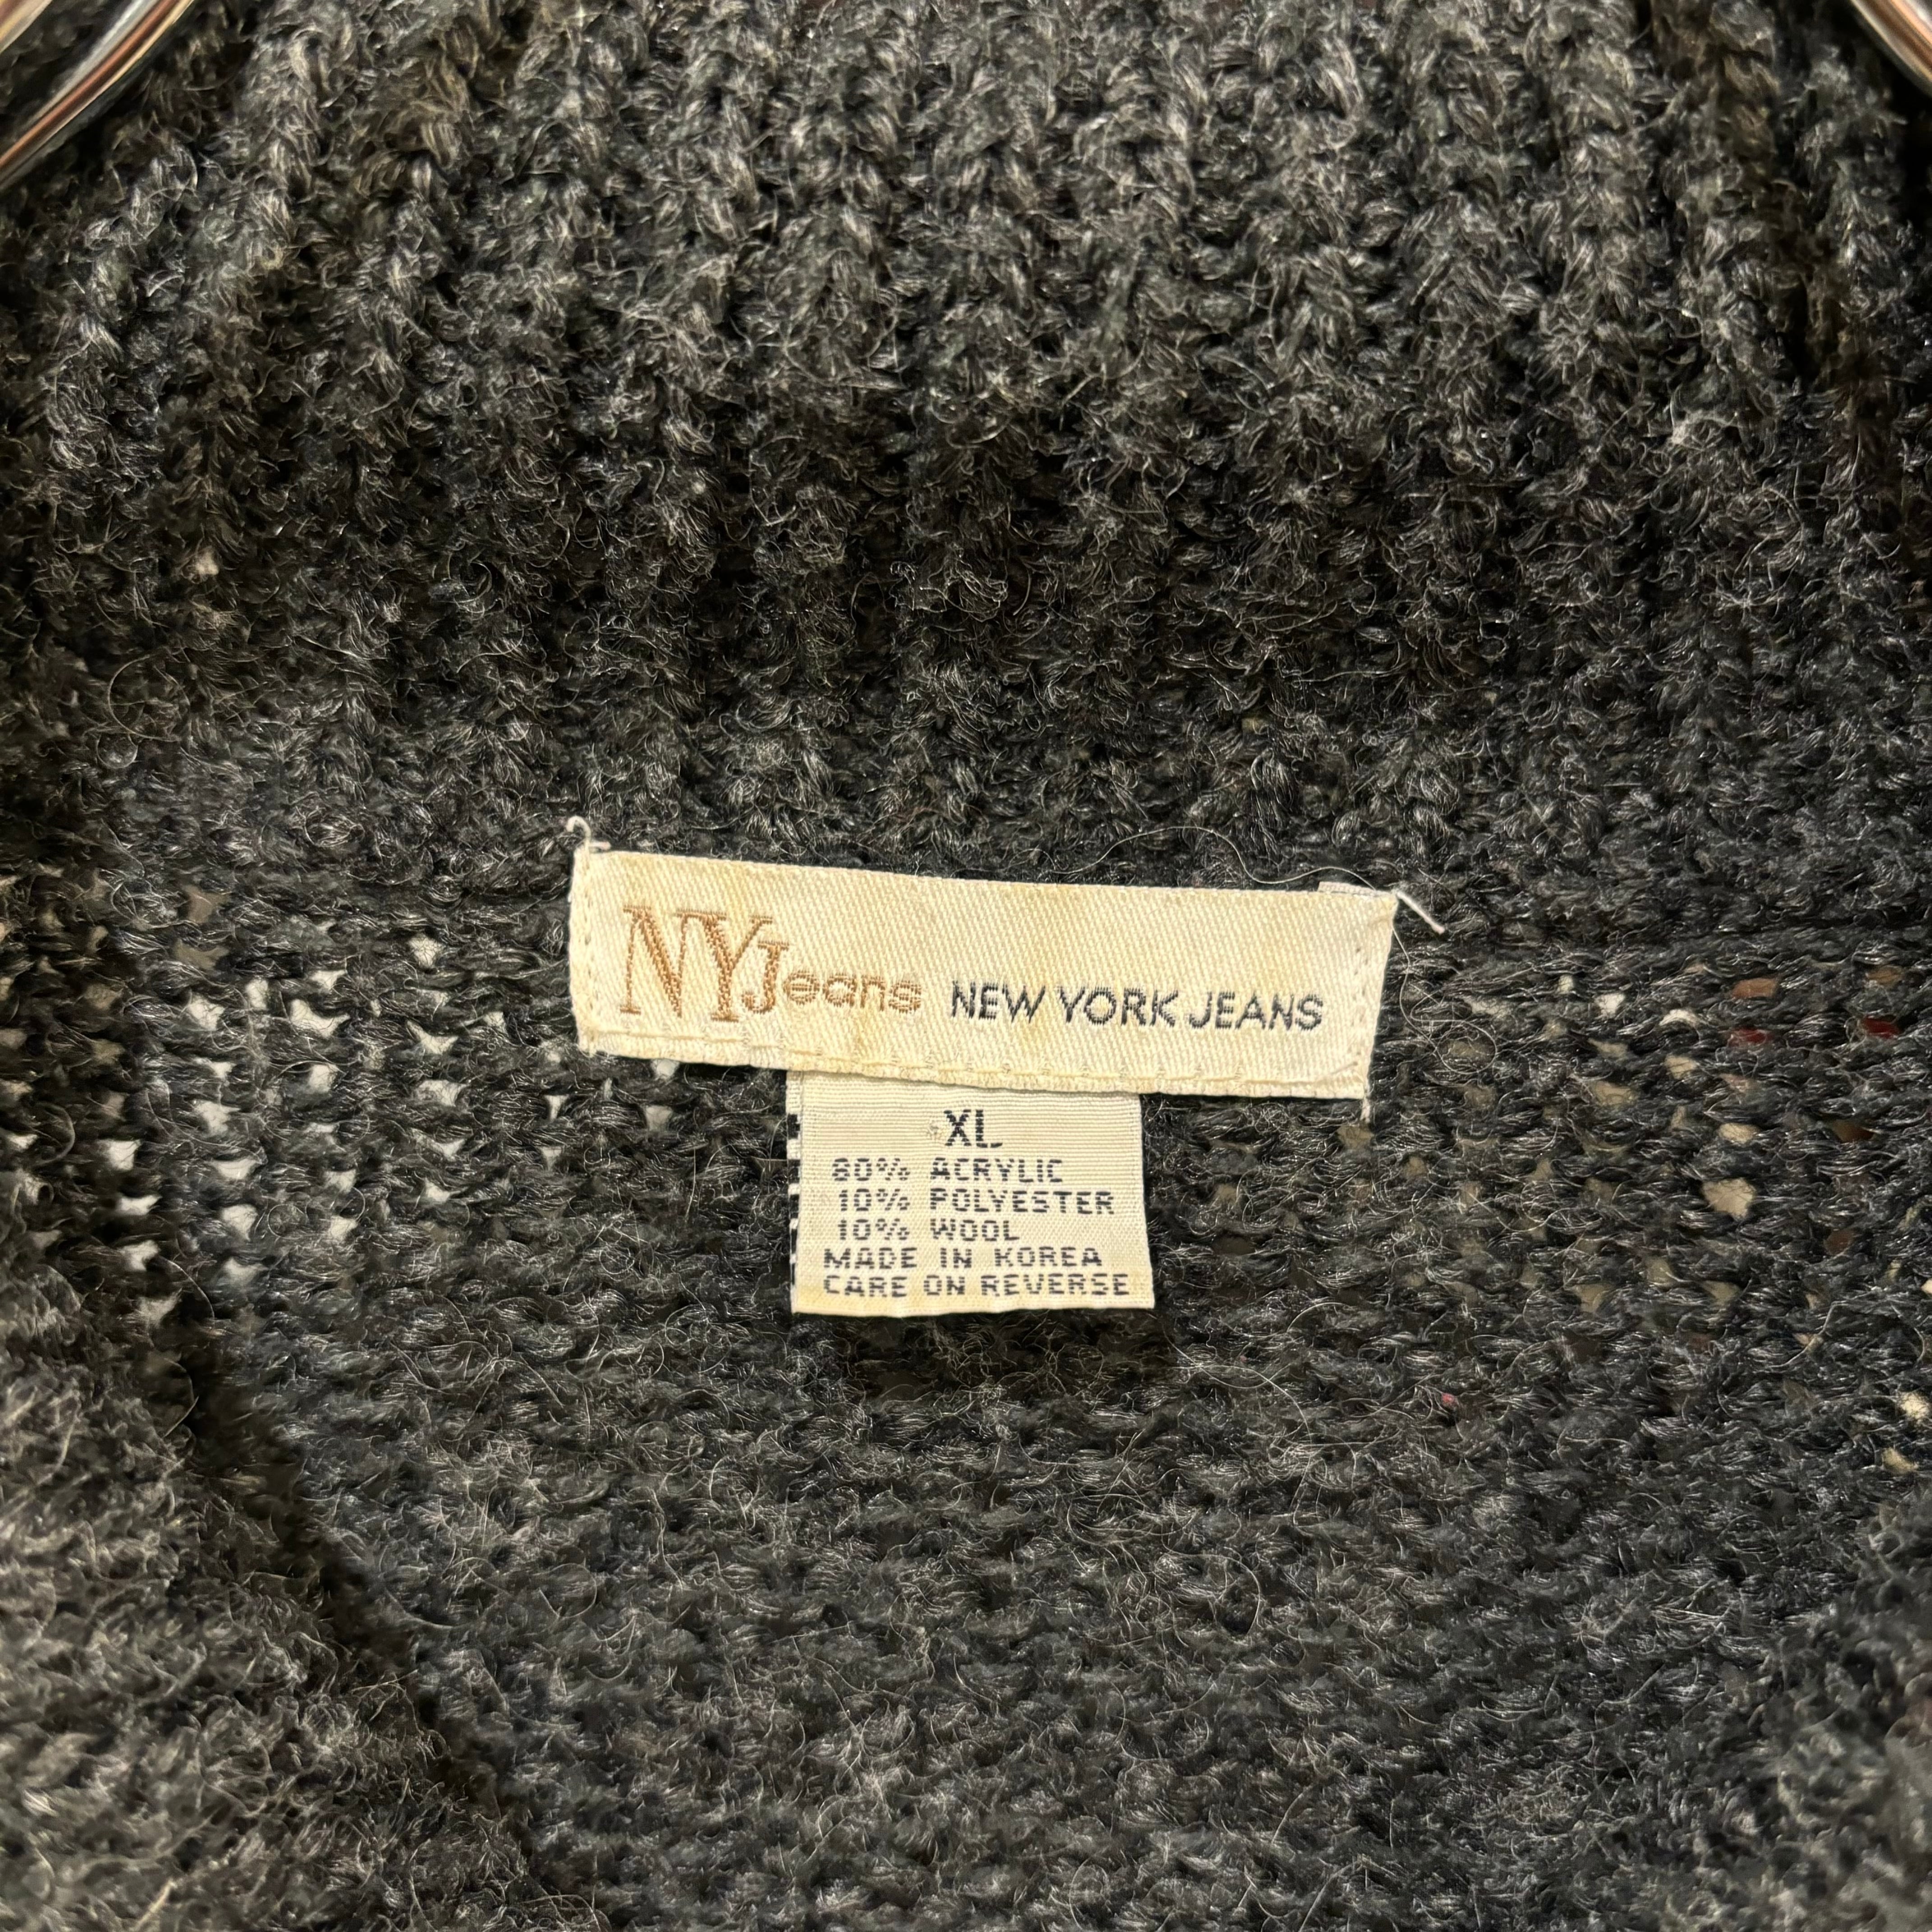 NYJeans NEW YORK JEANS
XL
80% ACRYLIC
10% POLYESTER
10% WOOL
MADE IN KOREA
CARE ON REVERSE